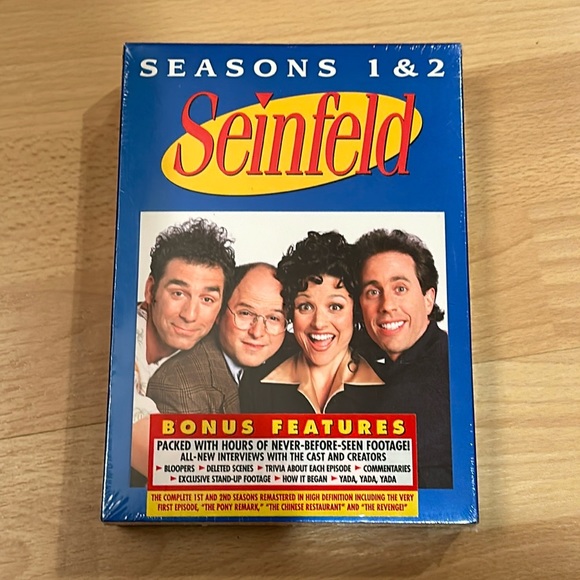 SEASONS 1 & 2
Seinfeld
BONUS FEATURES
PACKED WITH HOURS OF NEVER-BEFORE-SEEN FOOTAGE!
ALL-NEW INTERVIEWS WITH THE CAST AND CREATORS
► BLOOPERS ► DELETED SCENES ► TRIVIA ABOUT EACH EPISODE ► COMMENTARIES
► EXCLUSIVE STAND-UP FOOTAGE ► HOW IT BEGAN ► YADA, YADA, YADA
THE COMPLETE 1ST AND 2ND SEASONS REMASTERED IN HIGH DEFINITION INCLUDING THE VERY
FIRST EPISODE, "THE PONY REMARK," "THE CHINESE RESTAURANT" AND "THE REVENGE!"